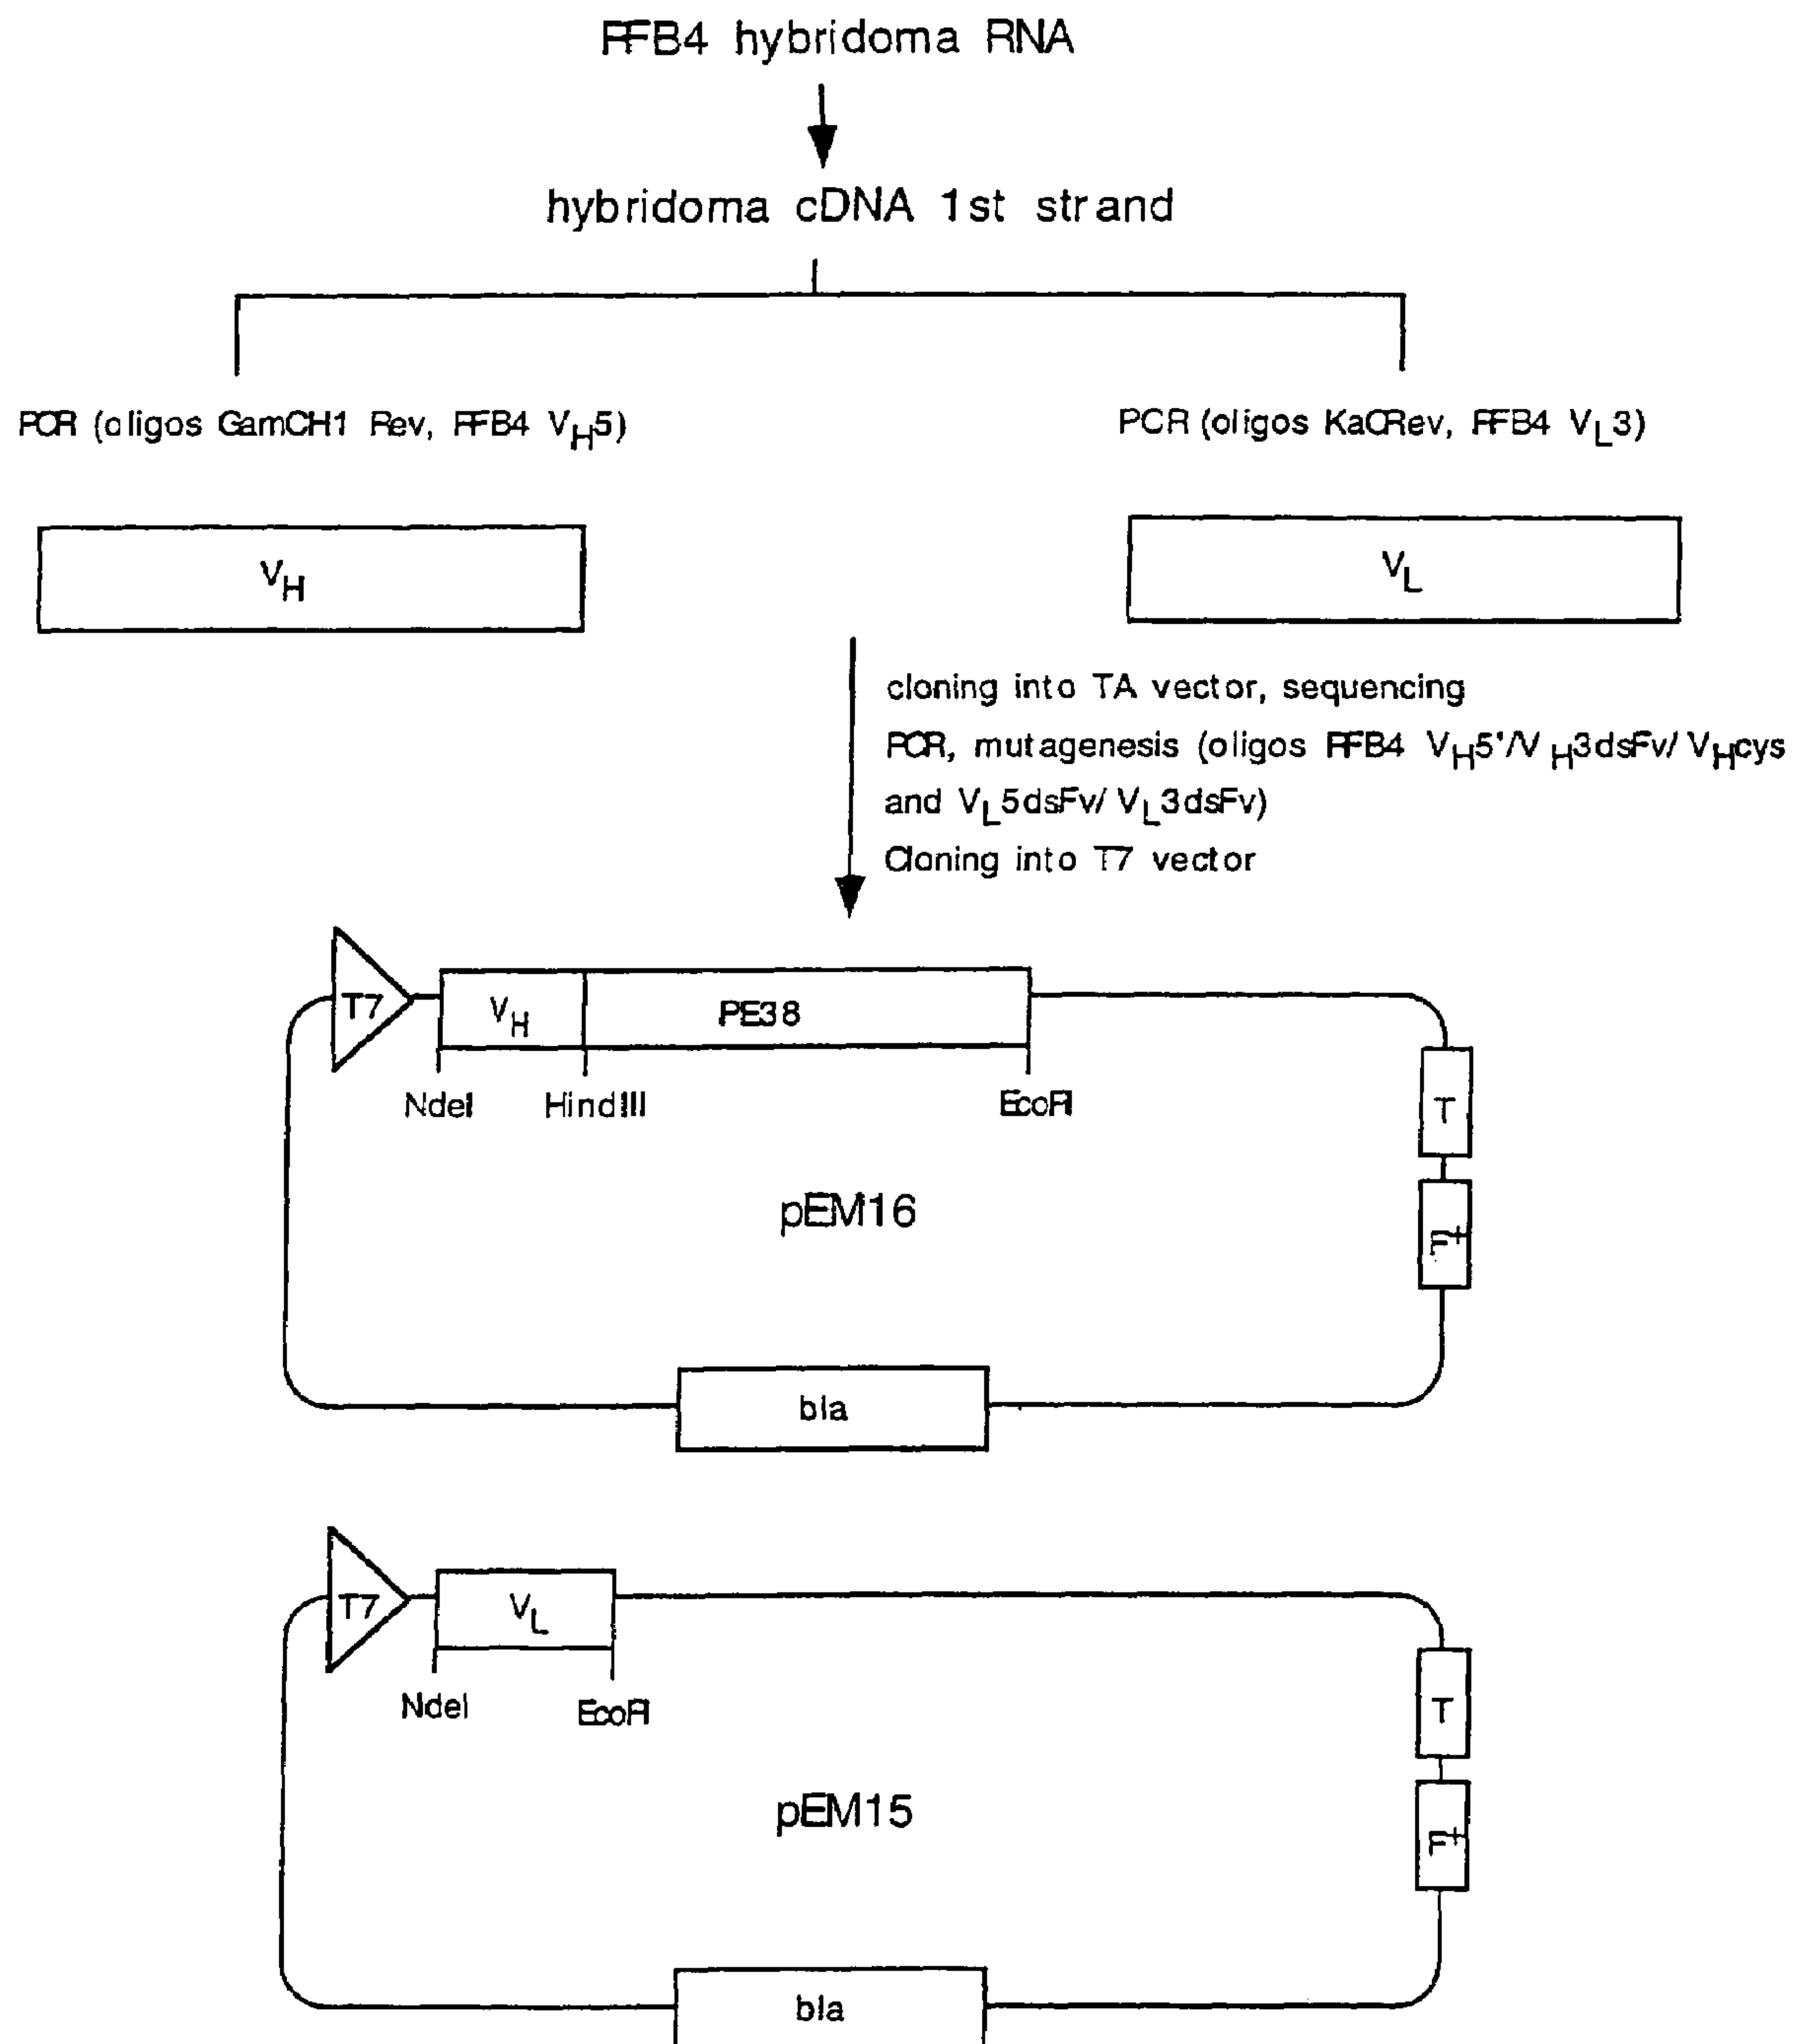 RFB4 hybridoma RNA
hybridoma cDNA 1st strand
PCR (oligos GamCH1 Rev, RFB4 VH5)
PCR (oligos KaCRev, RFB4 VL3)
VH
VL
cloning into TA vector, sequencing
PCR, mutagenesis (oligos RFB4 VH5'/VH3dsFv/VHcys
and VL5dsFv/VL3dsFv)
Cloning into T7 vector
T7
VH
PE38
NdeI
HindIII
EcoRI
T
F+
pEM16
bla
T7
VL
NdeI
EcoRI
T
F+
pEM15
bla